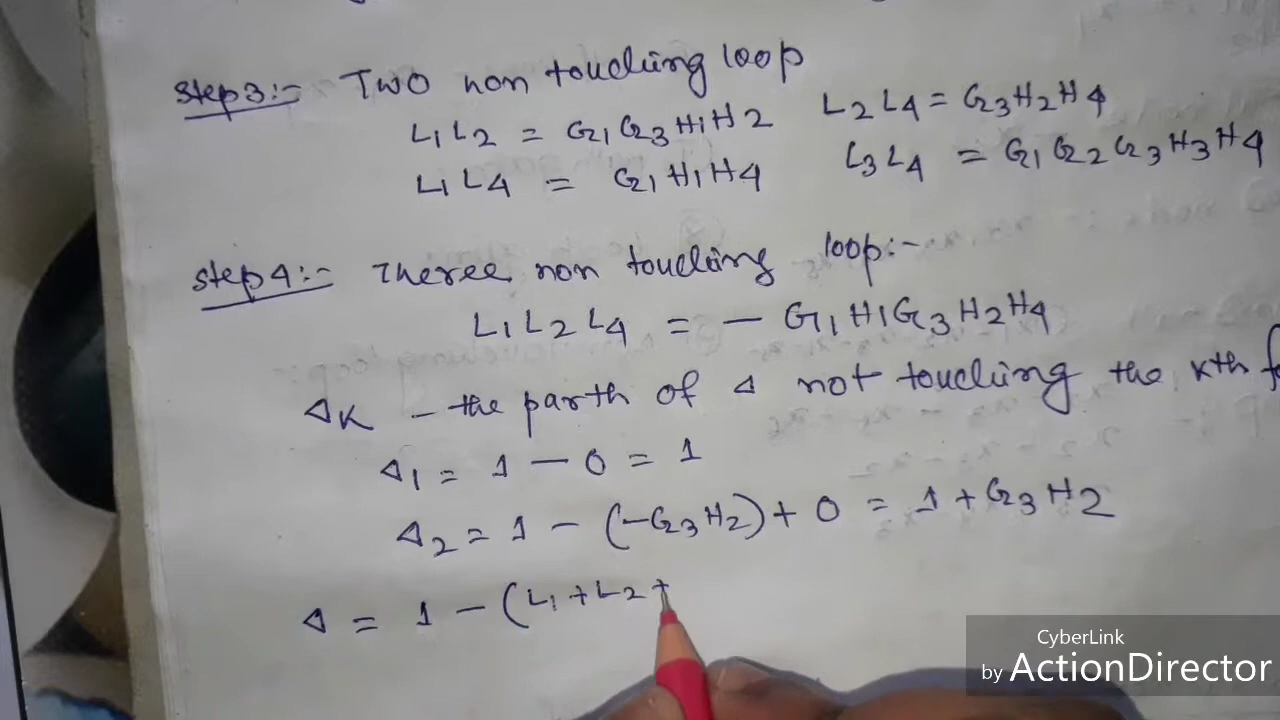 Step3:- Two non touching loop
L1L2 = G1G3H1H2 L2L4 = G3H2H4
L1L4 = G1H1H4 L3L4 = G1G2G3H3H4
Step4:- Theree non touching loop:-
L1L2L4 = - G1H1G3H2H4
ΔK - the parth of Δ not touching the kth
Δ1 = 1 - 0 = 1
Δ2 = 1 - (-G3H2) + 0 = 1 + G3H2
Δ = 1 - (L1 + L2 +
CyberLink
by ActionDirector